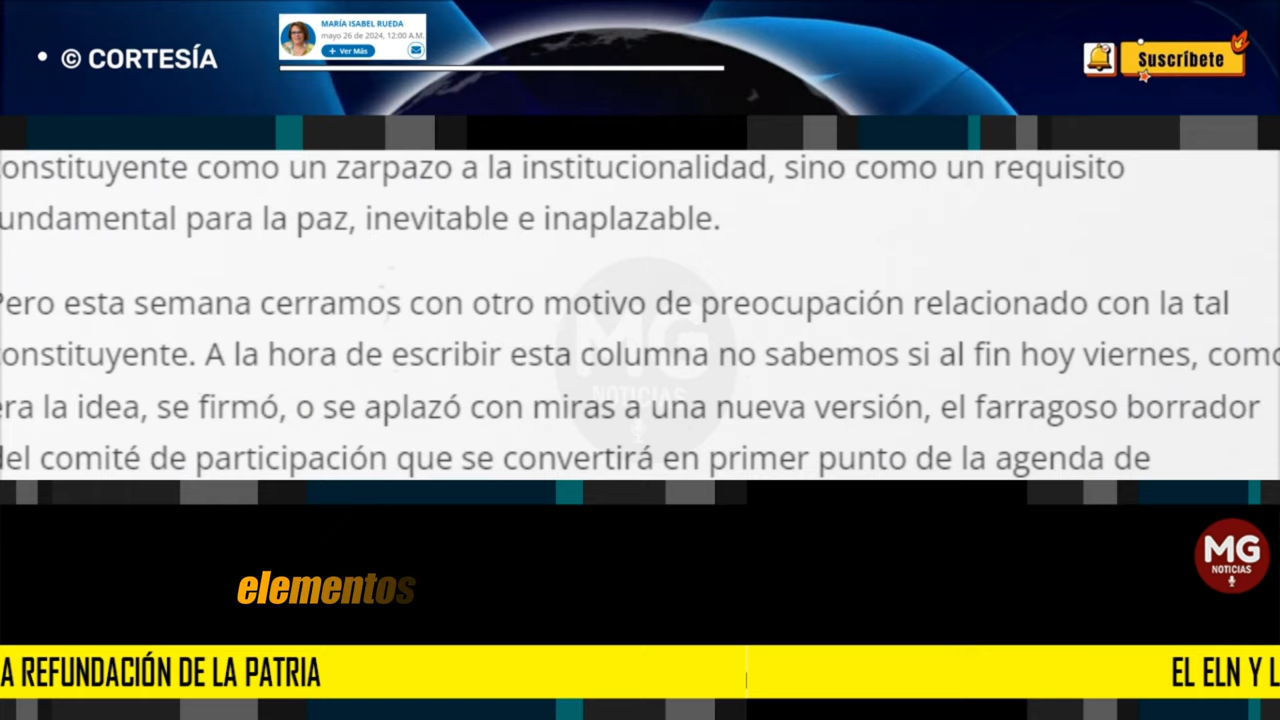 MARÍA ISABEL RUEDA
mayo 26 de 2024, 12:00 A.M.
+ Ver Más
• © CORTESÍA
Suscríbete
onstituyente como un zarpazo a la institucionalidad, sino como un requisito
undamental para la paz, inevitable e inaplazable.
Pero esta semana cerramos con otro motivo de preocupación relacionado con la tal
onstituyente. A la hora de escribir esta columna no sabemos si al fin hoy viernes, como
era la idea, se firmó, o se aplazó con miras a una nueva versión, el farragoso borrador
del comité de participación que se convertirá en primer punto de la agenda de
MG
NOTICIAS
MG
NOTICIAS
elementos
A REFUNDACIÓN DE LA PATRIA
EL ELN Y L